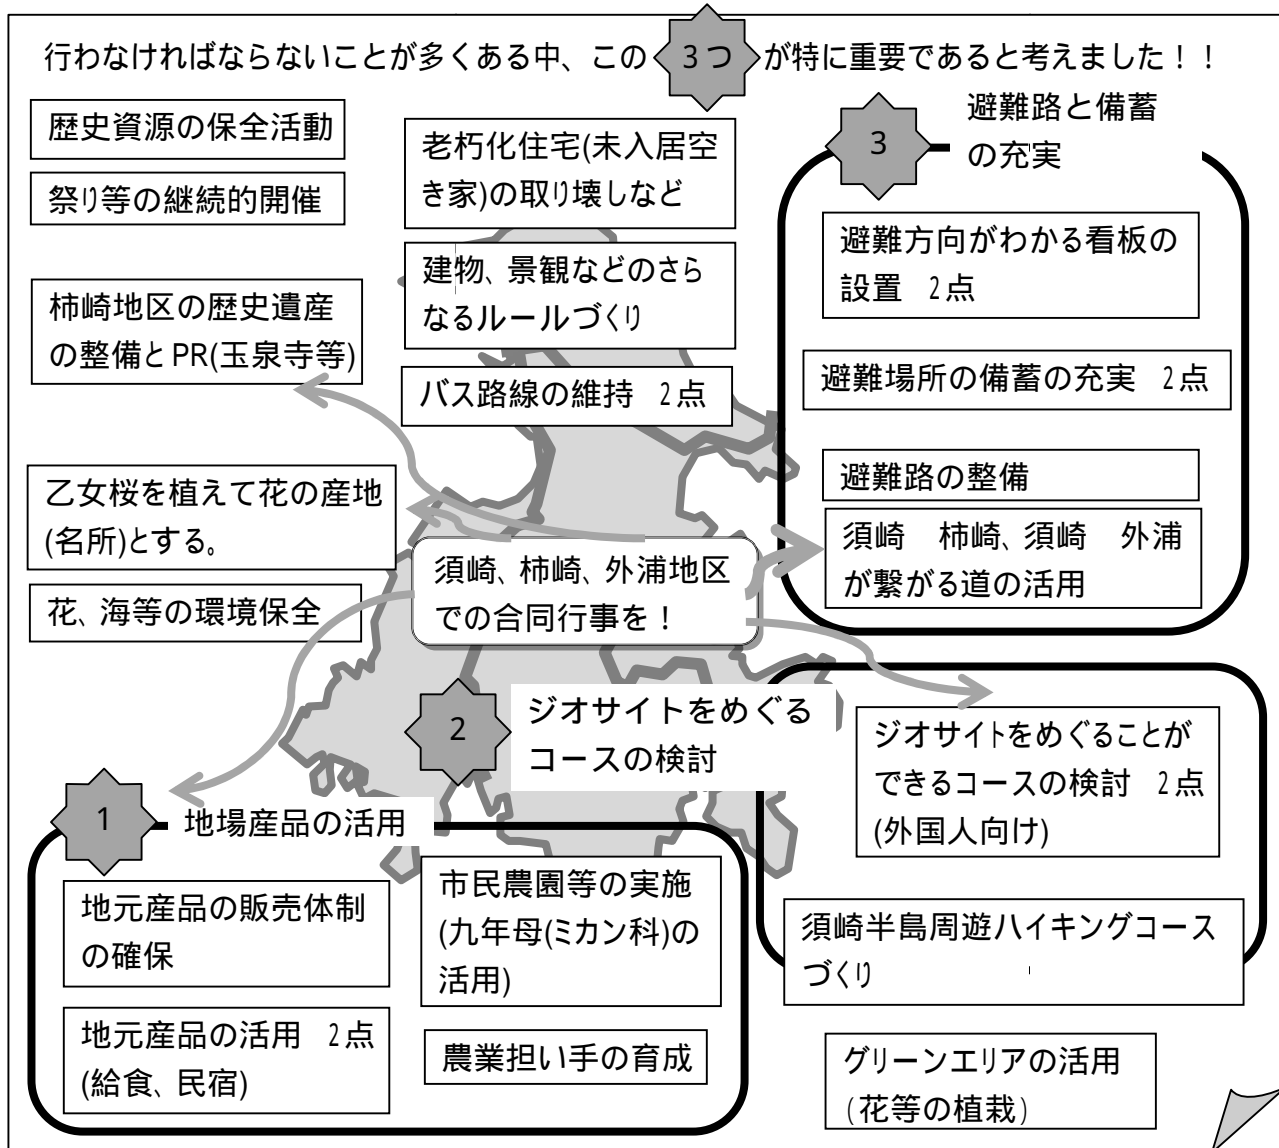 行わなければならないことが多くある中、この 3つ が特に重要であると考えました！！
歴史資源の保全活動
祭り等の継続的開催
柿崎地区の歴史遺産
の整備とPR(玉泉寺等)
乙女桜を植えて花の産地
(名所)とする。
花、海等の環境保全
老朽化住宅(未入居空
き家)の取り壊しなど
建物、景観などのさら
なるルールづくり
バス路線の維持　2点
須崎、柿崎、外浦地区
での合同行事を！
3
避難路と備蓄
の充実
避難方向がわかる看板の
設置　2点
避難場所の備蓄の充実　2点
避難路の整備
須崎　柿崎、須崎　外浦
が繋がる道の活用
2
ジオサイトをめぐる
コースの検討
ジオサイトをめぐることが
できるコースの検討　2点
(外国人向け)
須崎半島周遊ハイキングコース
づくり
1
地場産品の活用
地元産品の販売体制
の確保
地元産品の活用　2点
(給食、民宿)
市民農園等の実施
(九年母(ミカン科)の
活用)
農業担い手の育成
グリーンエリアの活用
(花等の植栽)